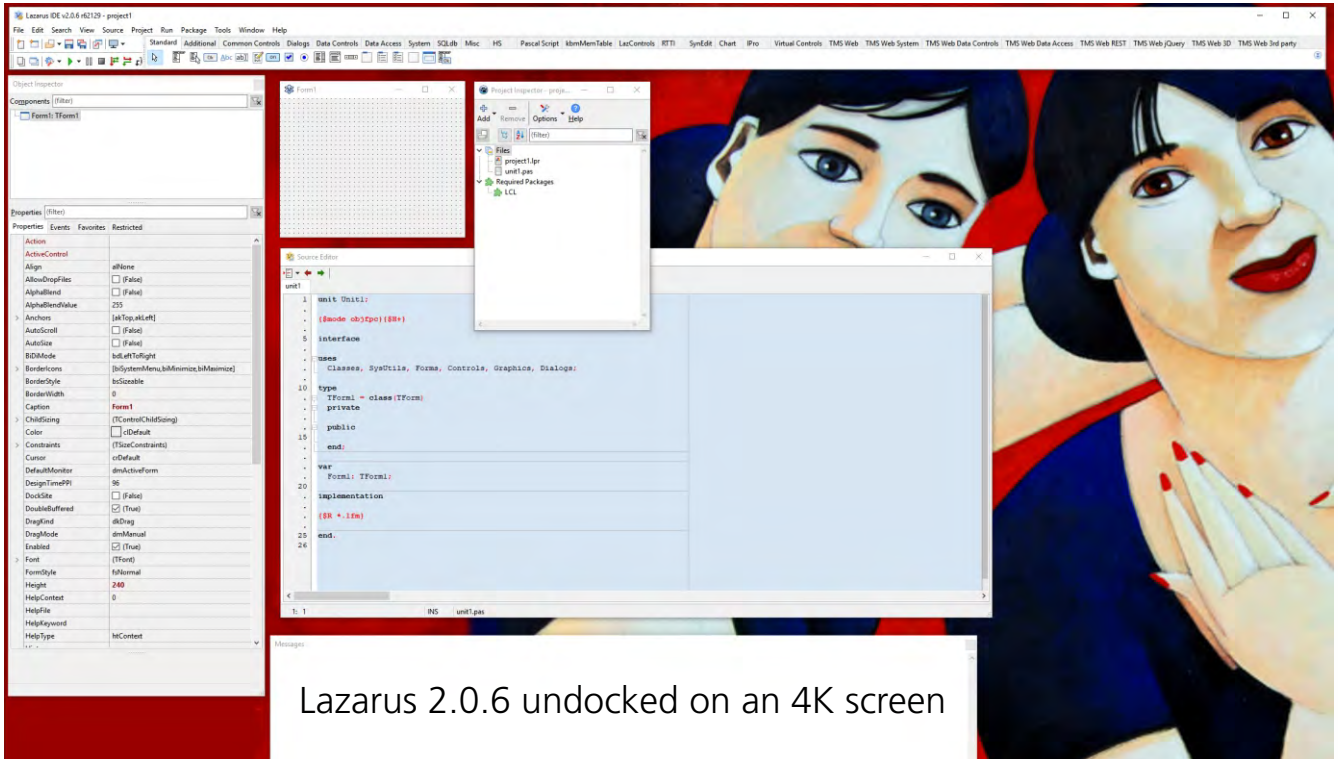 Lazarus IDE v2.0.6 r62129 - project1
File Edit Search View Source Project Run Package Tools Window Help
Standard Additional Common Controls Dialogs Data Controls Data Access System SQLdb Misc HS Pascal Script kbmMemTable LazControls RTTI SynEdit Chart IPro Virtual Controls TMS Web TMS Web System TMS Web Data Controls TMS Web Data Access TMS Web REST TMS Web jQuery TMS Web 3D TMS Web 3rd party
Object Inspector
Components (filter)
Form1: TForm1
Properties (filter)
Properties Events Favorites Restricted
Action
ActiveControl
Align alNone
AllowDropFiles (False)
AlphaBlend (False)
AlphaBlendValue 255
Anchors [akTop,akLeft]
AutoScroll (False)
AutoSize (False)
BiDiMode bdLeftToRight
BorderIcons [biSystemMenu,biMinimize,biMaximize]
BorderStyle bsSizeable
BorderWidth 0
Caption Form1
ChildSizing (TControlChildSizing)
Color clDefault
Constraints (TSizeConstraints)
Cursor crDefault
DefaultMonitor dmActiveForm
DesignTimePPI 96
DockSite (False)
DoubleBuffered (True)
DragKind dkDrag
DragMode dmManual
Enabled (True)
Font (TFont)
FormStyle fsNormal
Height 240
HelpContext 0
HelpFile
HelpKeyword
HelpType htContext
Form1
Project Inspector - proje...
Add Remove Options Help
(filter)
Files
project1.lpr
unit1.pas
Required Packages
LCL
Source Editor
unit1
1 unit Unit1;
{$mode objfpc}{$H+}
5 interface
uses
Classes, SysUtils, Forms, Controls, Graphics, Dialogs;
10 type
TForm1 = class(TForm)
private
public
15
end;
var
Form1: TForm1;
20
implementation
{$R *.lfm}
25 end.
26
1: 1 INS unit1.pas
Messages
Lazarus 2.0.6 undocked on an 4K screen